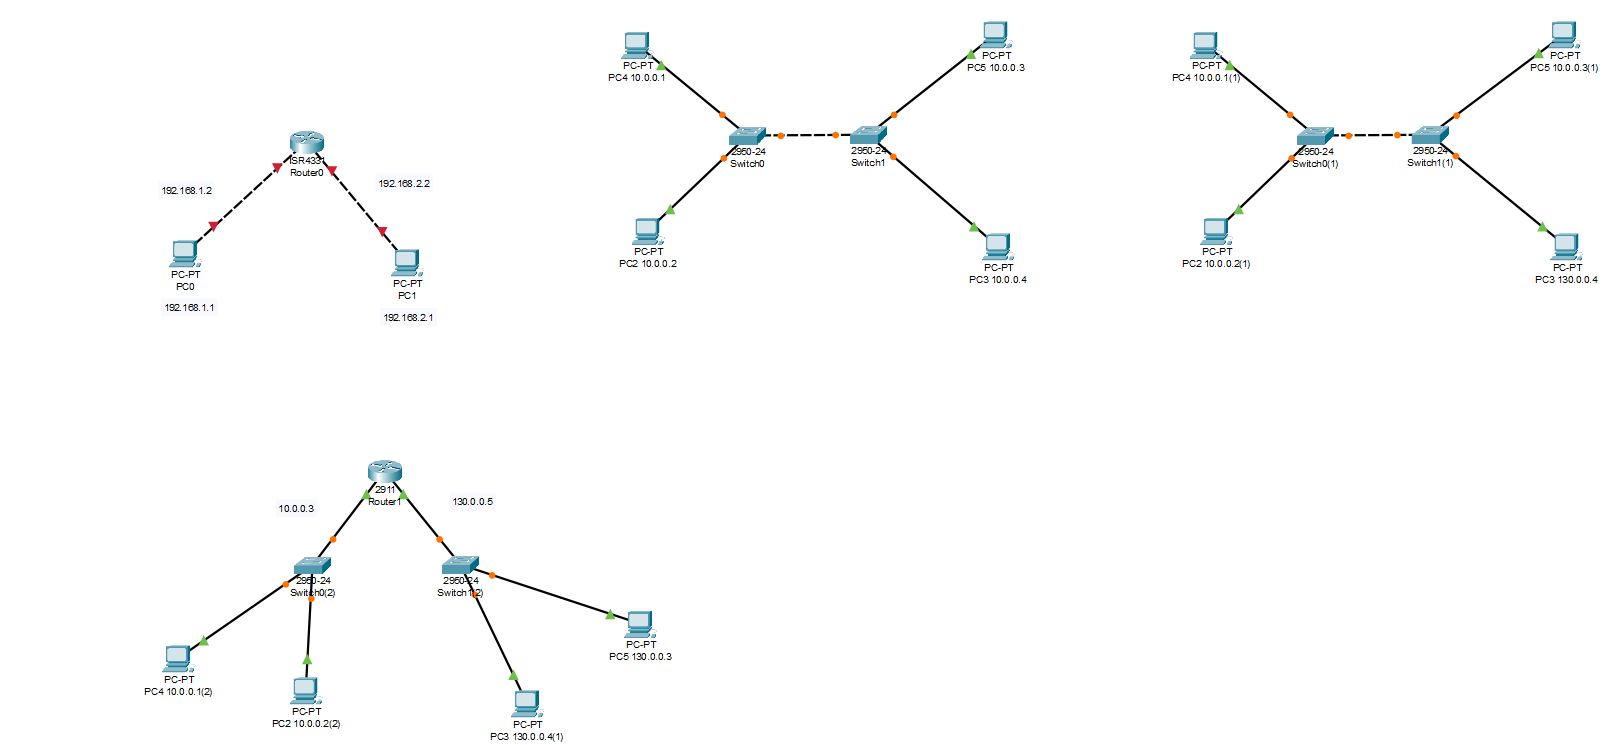 ISR4331
Router0
192.168.1.2
192.168.2.2
PC-PT
PC0
192.168.1.1
PC-PT
PC1
192.168.2.1
PC-PT
PC4 10.0.0.1
PC-PT
PC5 10.0.0.3
2950-24
Switch0
2950-24
Switch1
PC-PT
PC2 10.0.0.2
PC-PT
PC3 10.0.0.4
PC-PT
PC4 10.0.0.1(1)
PC-PT
PC5 10.0.0.3(1)
2950-24
Switch0(1)
2950-24
Switch1(1)
PC-PT
PC2 10.0.0.2(1)
PC-PT
PC3 130.0.0.4
2911
Router1
10.0.0.3
130.0.0.5
2950-24
Switch0(2)
2950-24
Switch1(2)
PC-PT
PC4 10.0.0.1(2)
PC-PT
PC2 10.0.0.2(2)
PC-PT
PC3 130.0.0.4(1)
PC-PT
PC5 130.0.0.3